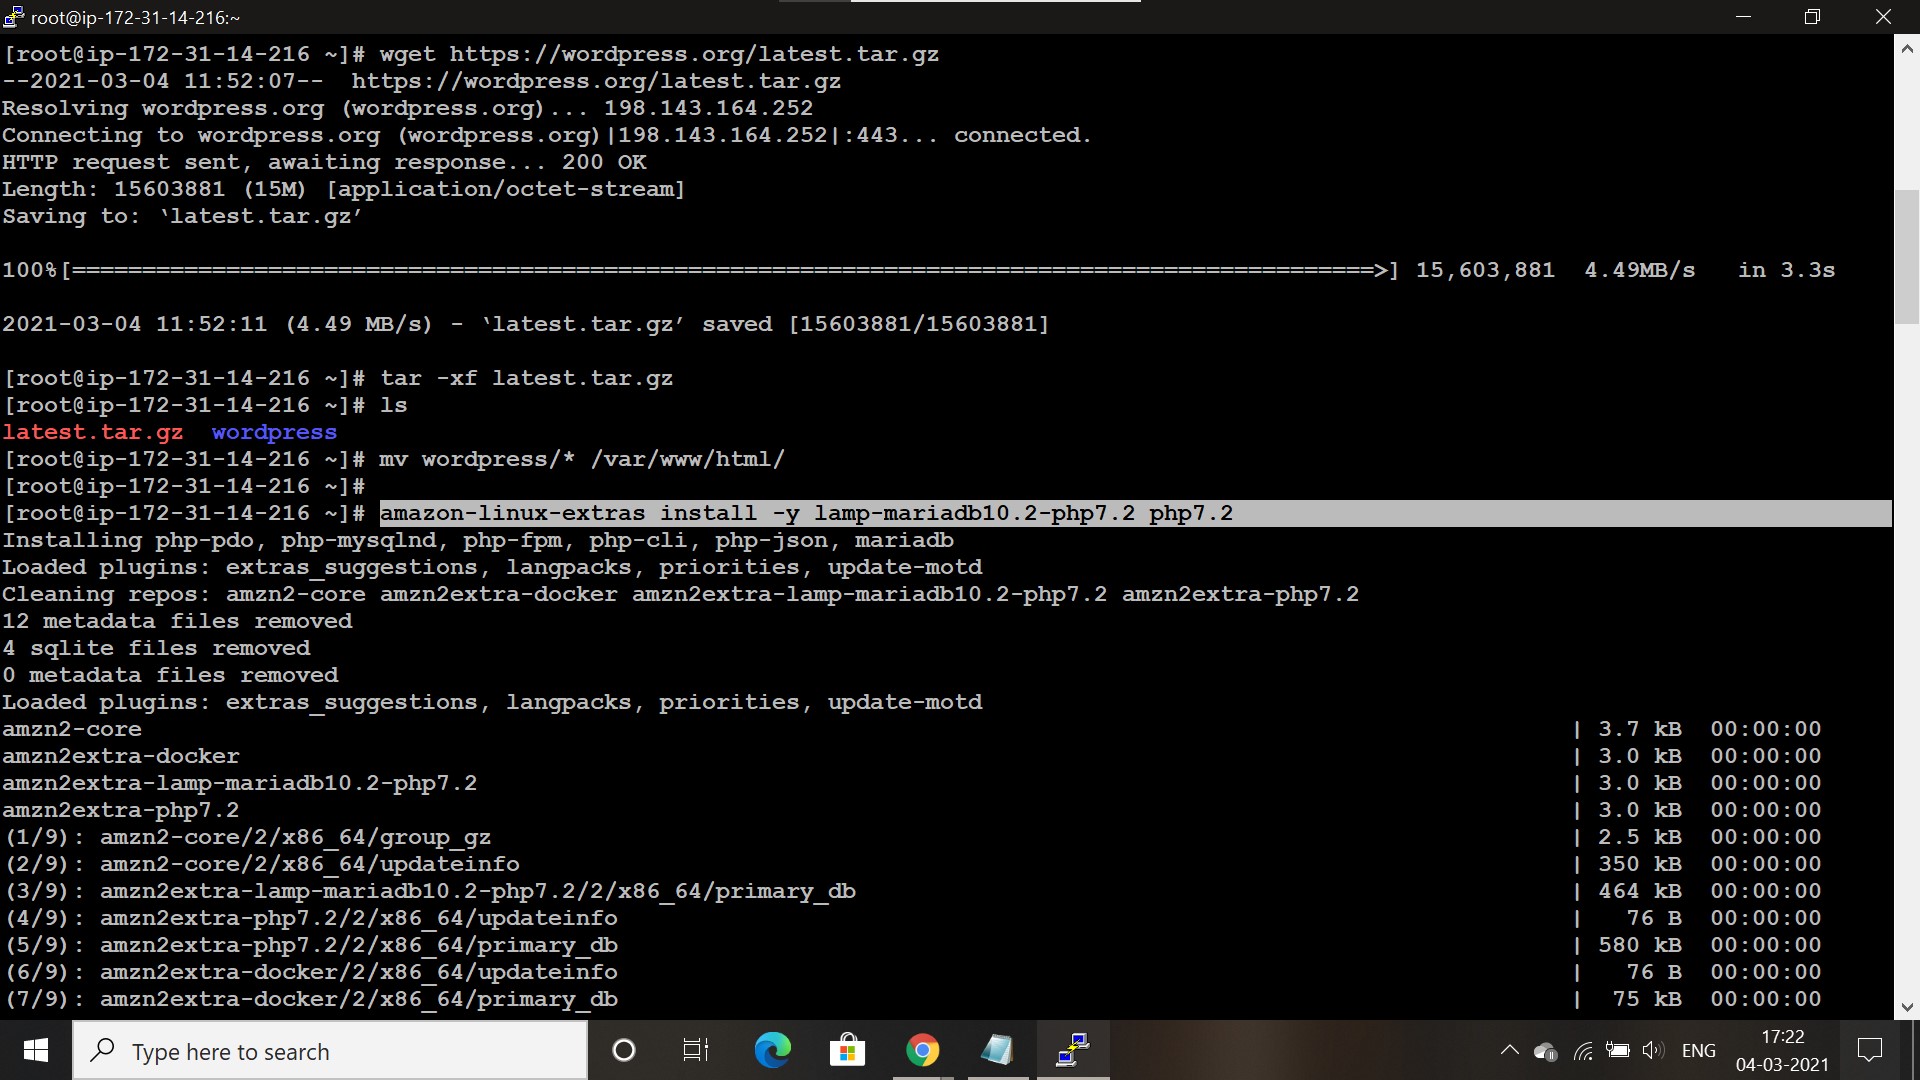 root@ip-172-31-14-216:~
[root@ip-172-31-14-216 ~]# wget https://wordpress.org/latest.tar.gz
--2021-03-04 11:52:07--  https://wordpress.org/latest.tar.gz
Resolving wordpress.org (wordpress.org)... 198.143.164.252
Connecting to wordpress.org (wordpress.org)|198.143.164.252|:443... connected.
HTTP request sent, awaiting response... 200 OK
Length: 15603881 (15M) [application/octet-stream]
Saving to: ‘latest.tar.gz’
100%[=============================================================================================>] 15,603,881  4.49MB/s   in 3.3s
2021-03-04 11:52:11 (4.49 MB/s) - ‘latest.tar.gz’ saved [15603881/15603881]
[root@ip-172-31-14-216 ~]# tar -xf latest.tar.gz
[root@ip-172-31-14-216 ~]# ls
latest.tar.gz  wordpress
[root@ip-172-31-14-216 ~]# mv wordpress/* /var/www/html/
[root@ip-172-31-14-216 ~]#
[root@ip-172-31-14-216 ~]# amazon-linux-extras install -y lamp-mariadb10.2-php7.2 php7.2
Installing php-pdo, php-mysqlnd, php-fpm, php-cli, php-json, mariadb
Loaded plugins: extras_suggestions, langpacks, priorities, update-motd
Cleaning repos: amzn2-core amzn2extra-docker amzn2extra-lamp-mariadb10.2-php7.2 amzn2extra-php7.2
12 metadata files removed
4 sqlite files removed
0 metadata files removed
Loaded plugins: extras_suggestions, langpacks, priorities, update-motd
amzn2-core | 3.7 kB  00:00:00
amzn2extra-docker | 3.0 kB  00:00:00
amzn2extra-lamp-mariadb10.2-php7.2 | 3.0 kB  00:00:00
amzn2extra-php7.2 | 3.0 kB  00:00:00
(1/9): amzn2-core/2/x86_64/group_gz | 2.5 kB  00:00:00
(2/9): amzn2-core/2/x86_64/updateinfo | 350 kB  00:00:00
(3/9): amzn2extra-lamp-mariadb10.2-php7.2/2/x86_64/primary_db | 464 kB  00:00:00
(4/9): amzn2extra-php7.2/2/x86_64/updateinfo |   76 B  00:00:00
(5/9): amzn2extra-php7.2/2/x86_64/primary_db | 580 kB  00:00:00
(6/9): amzn2extra-docker/2/x86_64/updateinfo |   76 B  00:00:00
(7/9): amzn2extra-docker/2/x86_64/primary_db |  75 kB  00:00:00
Type here to search
ENG
17:22
04-03-2021